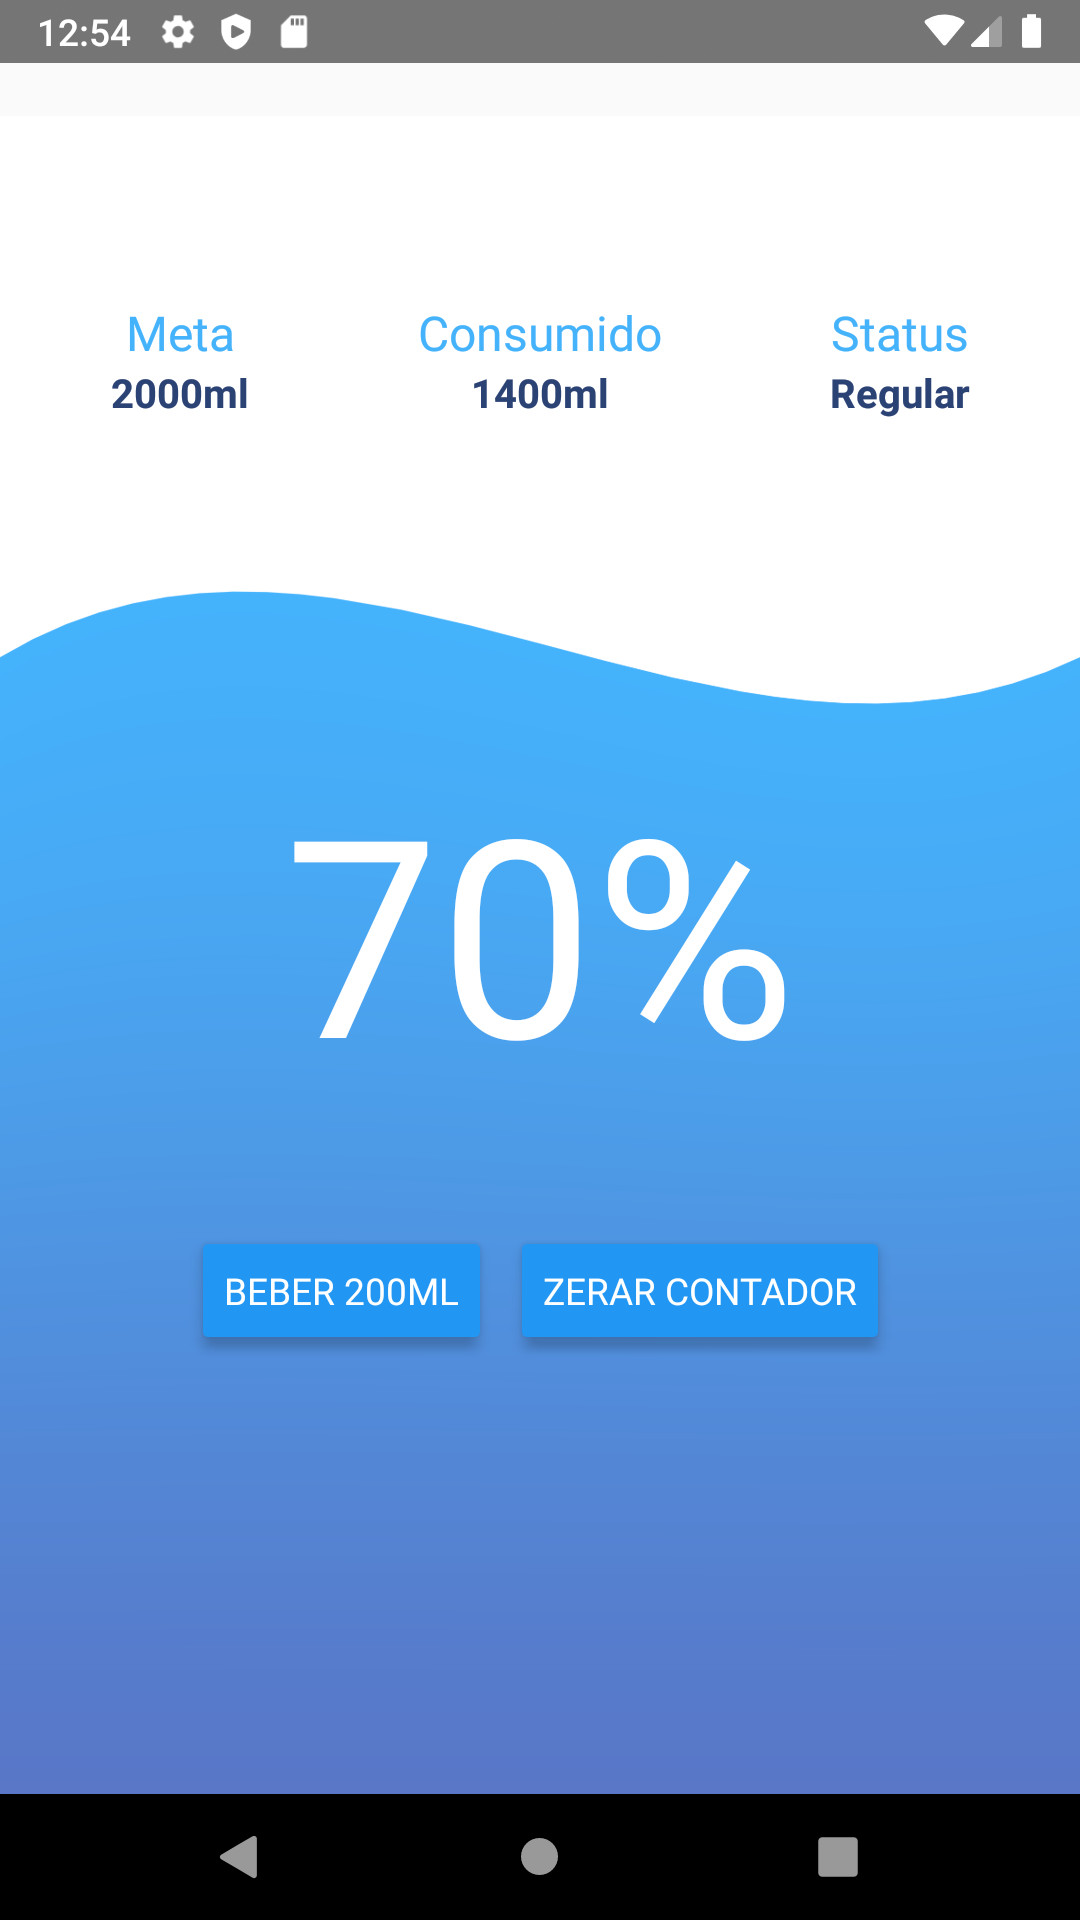 12:54
Meta Consumido Status
2000ml 1400ml Regular
70%
BEBER 200ML ZERAR CONTADOR